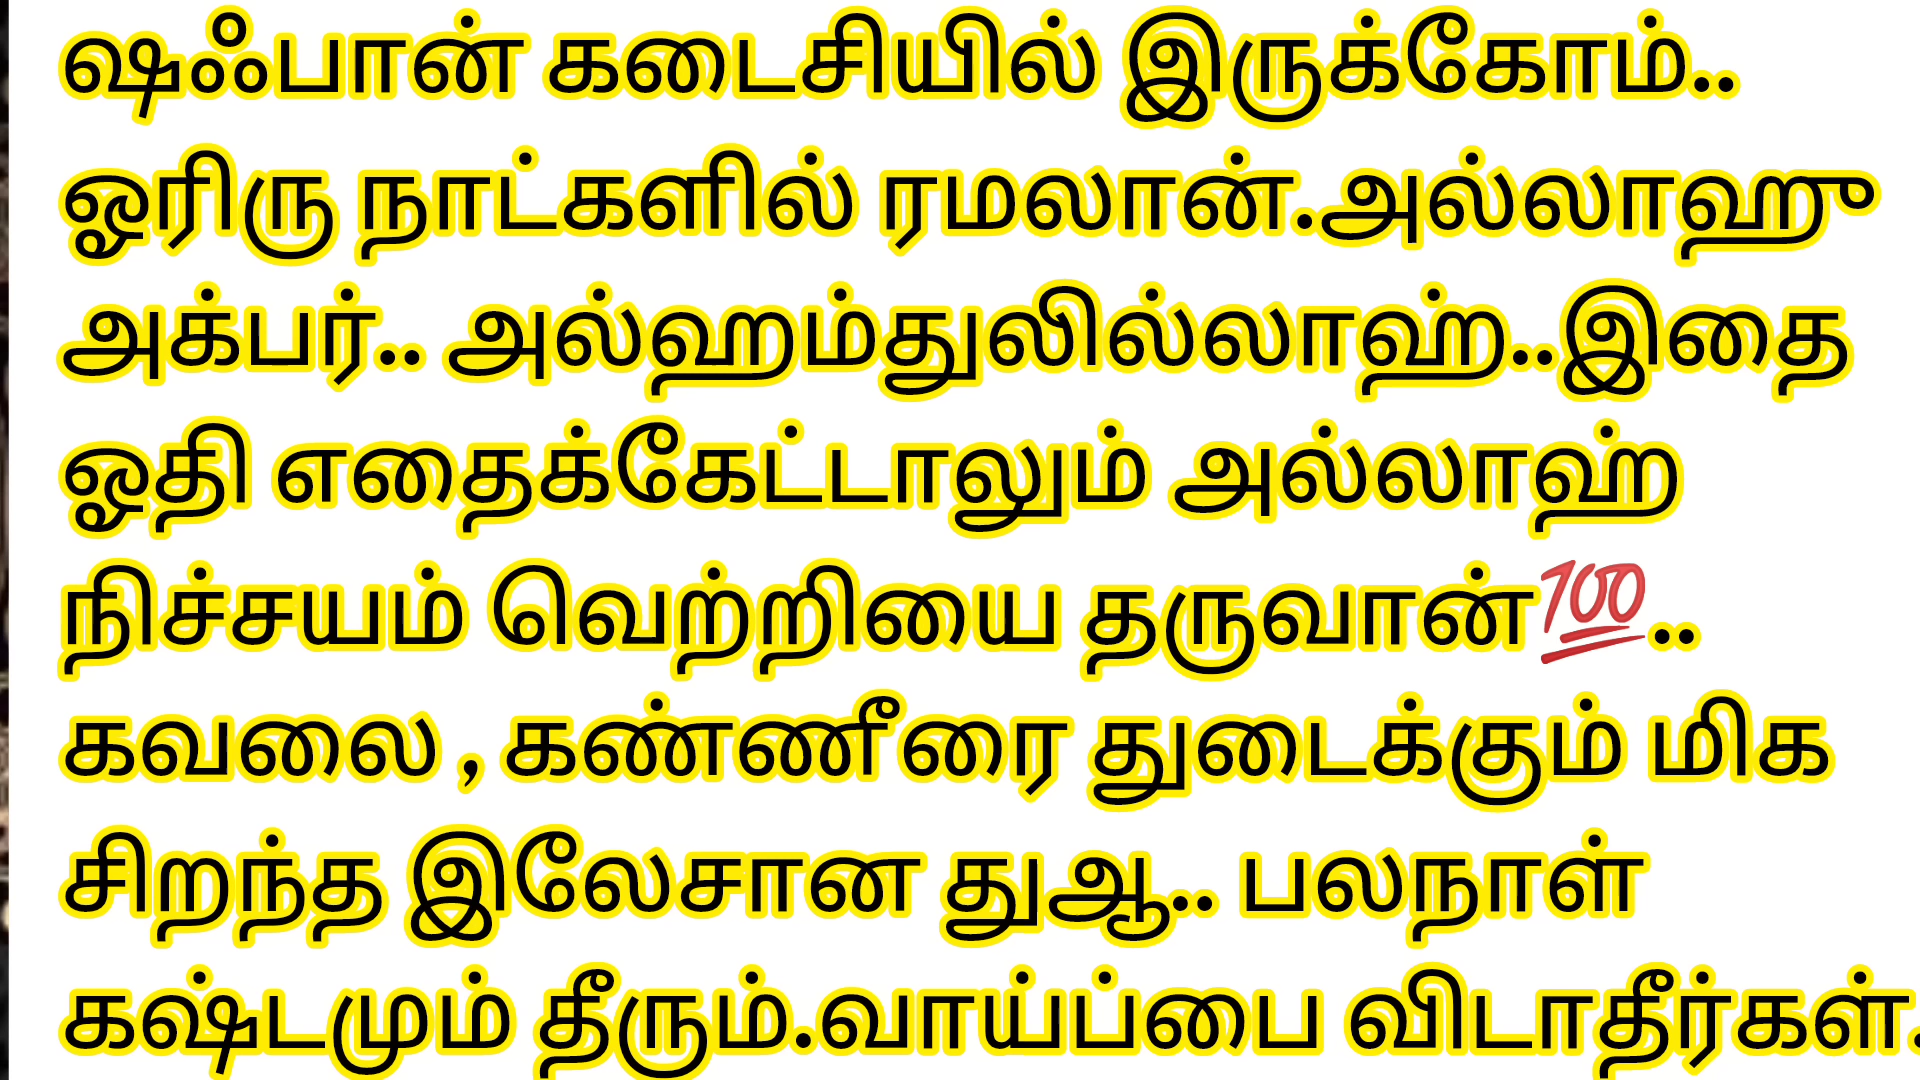 ஷஃபான் கடைசியில் இருக்கோம்..
ஓரிரு நாட்களில் ரமலான்.அல்லாஹு
அக்பர்.. அல்ஹம்துலில்லாஹ்..இதை
ஓதி எதைக்கேட்டாலும் அல்லாஹ்
நிச்சயம் வெற்றியை தருவான்💯..
கவலை , கண்ணீரை துடைக்கும் மிக
சிறந்த இலேசான துஆ.. பலநாள்
கஷ்டமும் தீரும்.வாய்ப்பை விடாதீர்கள்.